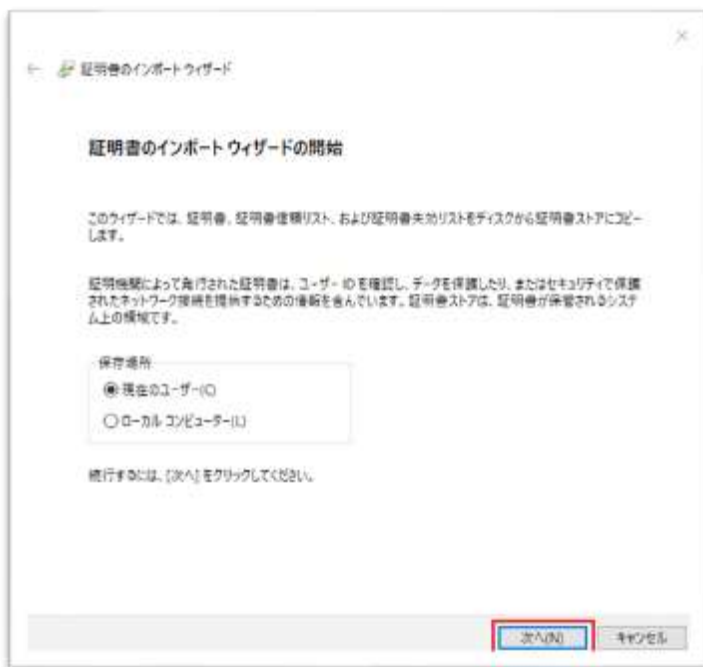 証明書のインポート ウィザード
証明書のインポート ウィザードの開始
このウィザードでは、証明書、証明書信頼リスト、および証明書失効リストをディスクから証明書ストアにコピー
します。
証明機関によって発行された証明書は、ユーザー ID を確認し、データを保護したり、またはセキュリティで保護
されたネットワーク接続を提供するための情報を含んでいます。証明書ストアは、証明書が保管されるシステ
ム上の領域です。
保存場所
現在のユーザー(C)
ローカル コンピューター(L)
続行するには、[次へ] をクリックしてください。
次へ(N)
キャンセル